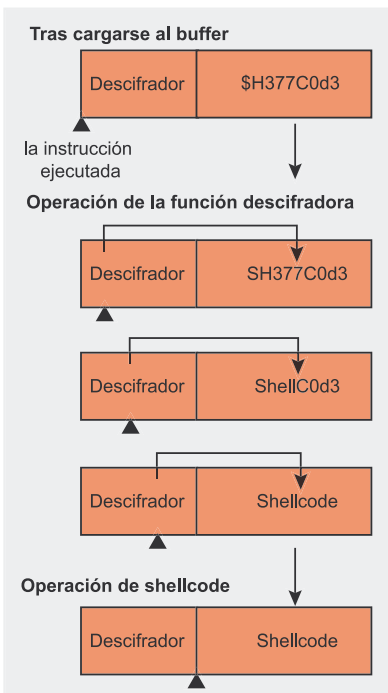 Tras cargarse al buffer
Descifrador $H377C0d3
la instrucción
ejecutada
Operación de la función descifradora
Descifrador SH377C0d3
Descifrador ShellC0d3
Descifrador Shellcode
Operación de shellcode
Descifrador Shellcode